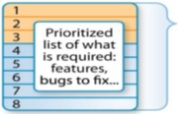 1
2
3
4
5
6
7
8
Prioritized
list of what
is required:
features,
bugs to fix...